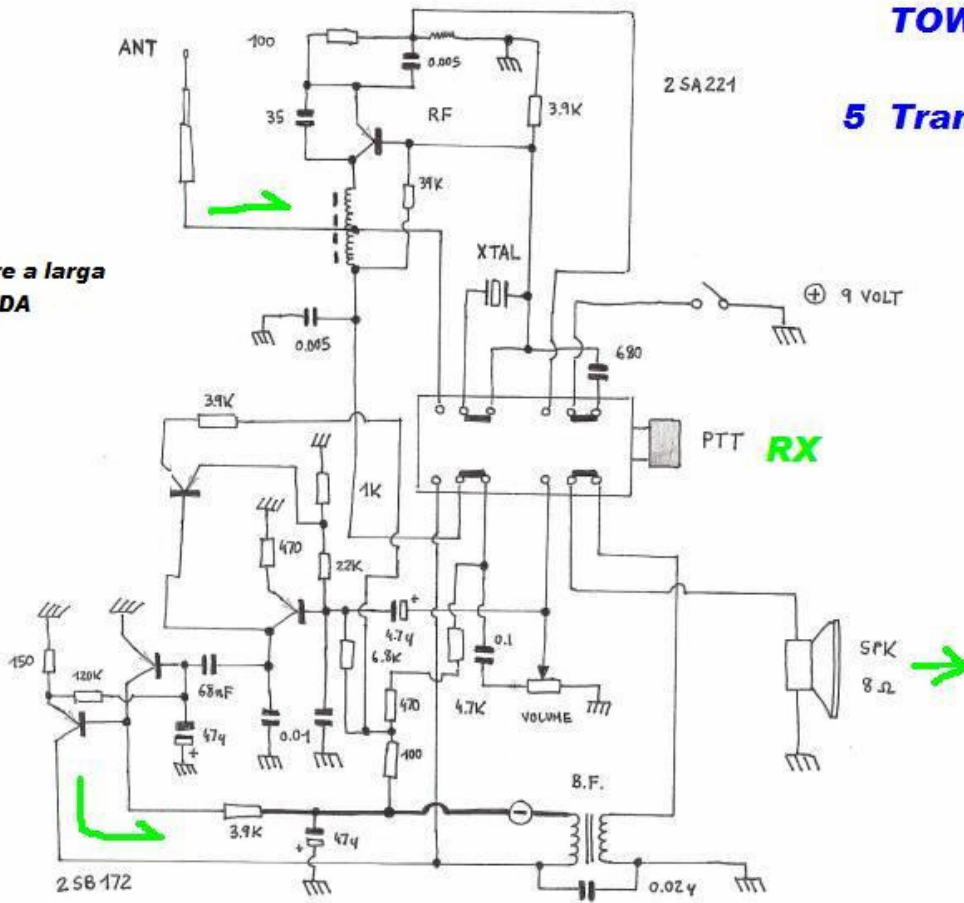 TOW
5 Tran
ANT
100
0.005
2SA221
35
RF
3.9K
39K
re a larga
DA
XTAL
+ 9 VOLT
0.005
680
3.9K
PTT
RX
1K
470
22K
4.7µ
+
6.8K
0.1
SPK
8 Ω
150
120K
68nF
470
4.7K
VOLUME
47µ
+
0.01
100
B.F.
3.9K
47µ
+
−
2SB172
0.02µ